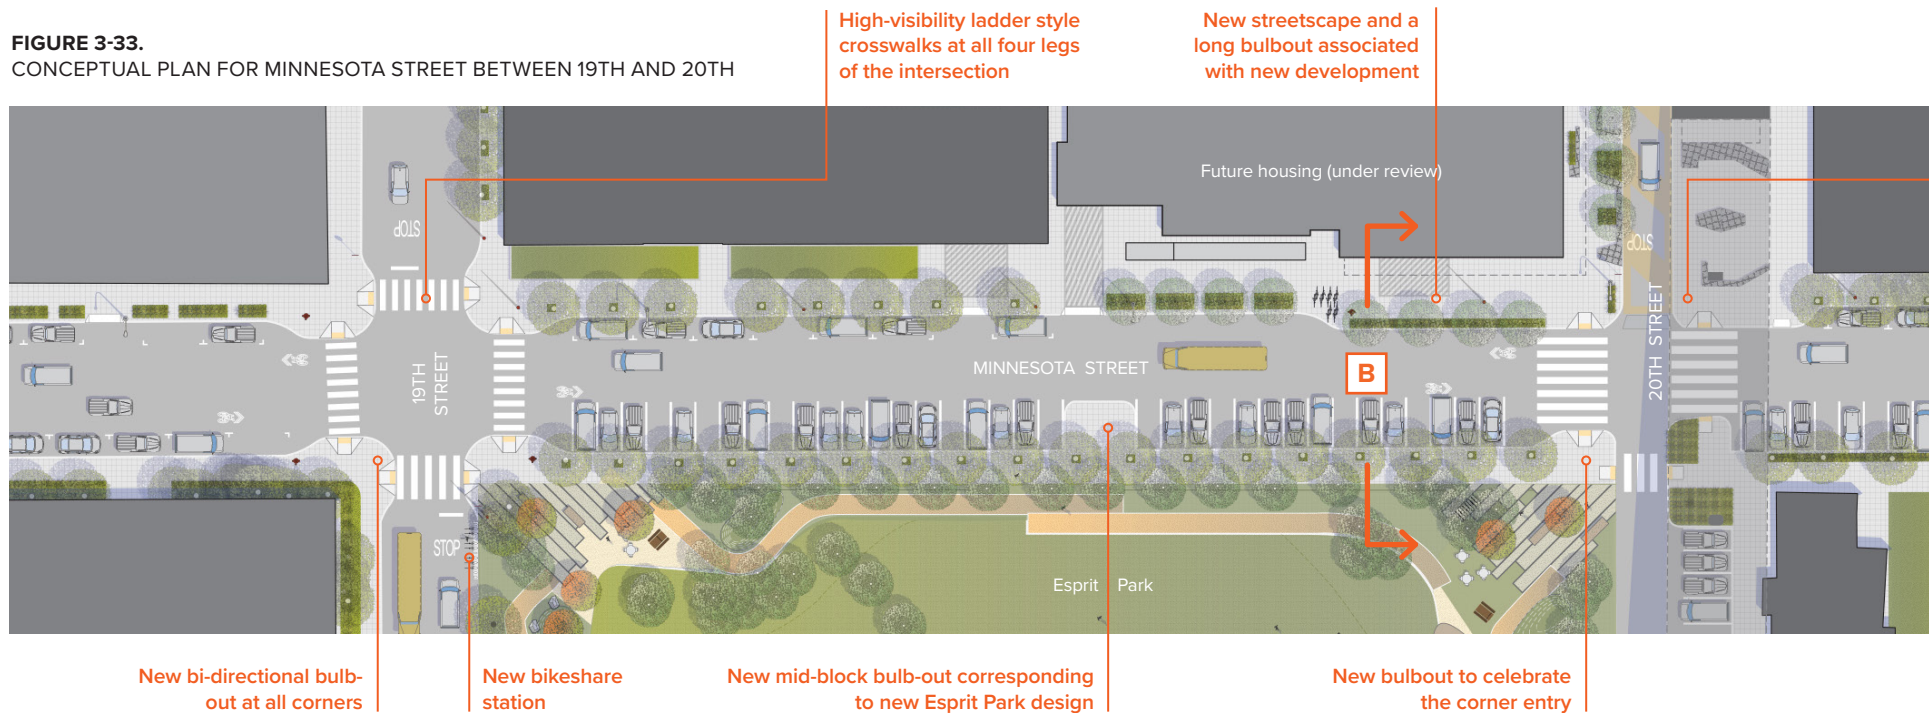 FIGURE 3-33.
CONCEPTUAL PLAN FOR MINNESOTA STREET BETWEEN 19TH AND 20TH
High-visibility ladder style
crosswalks at all four legs
of the intersection
New streetscape and a
long bulbout associated
with new development
Future housing (under review)
STOP
STOP
19TH
STREET
MINNESOTA STREET
B
20TH STREET
STOP
Esprit Park
New bi-directional bulb-
out at all corners
New bikeshare
station
New mid-block bulb-out corresponding
to new Esprit Park design
New bulbout to celebrate
the corner entry